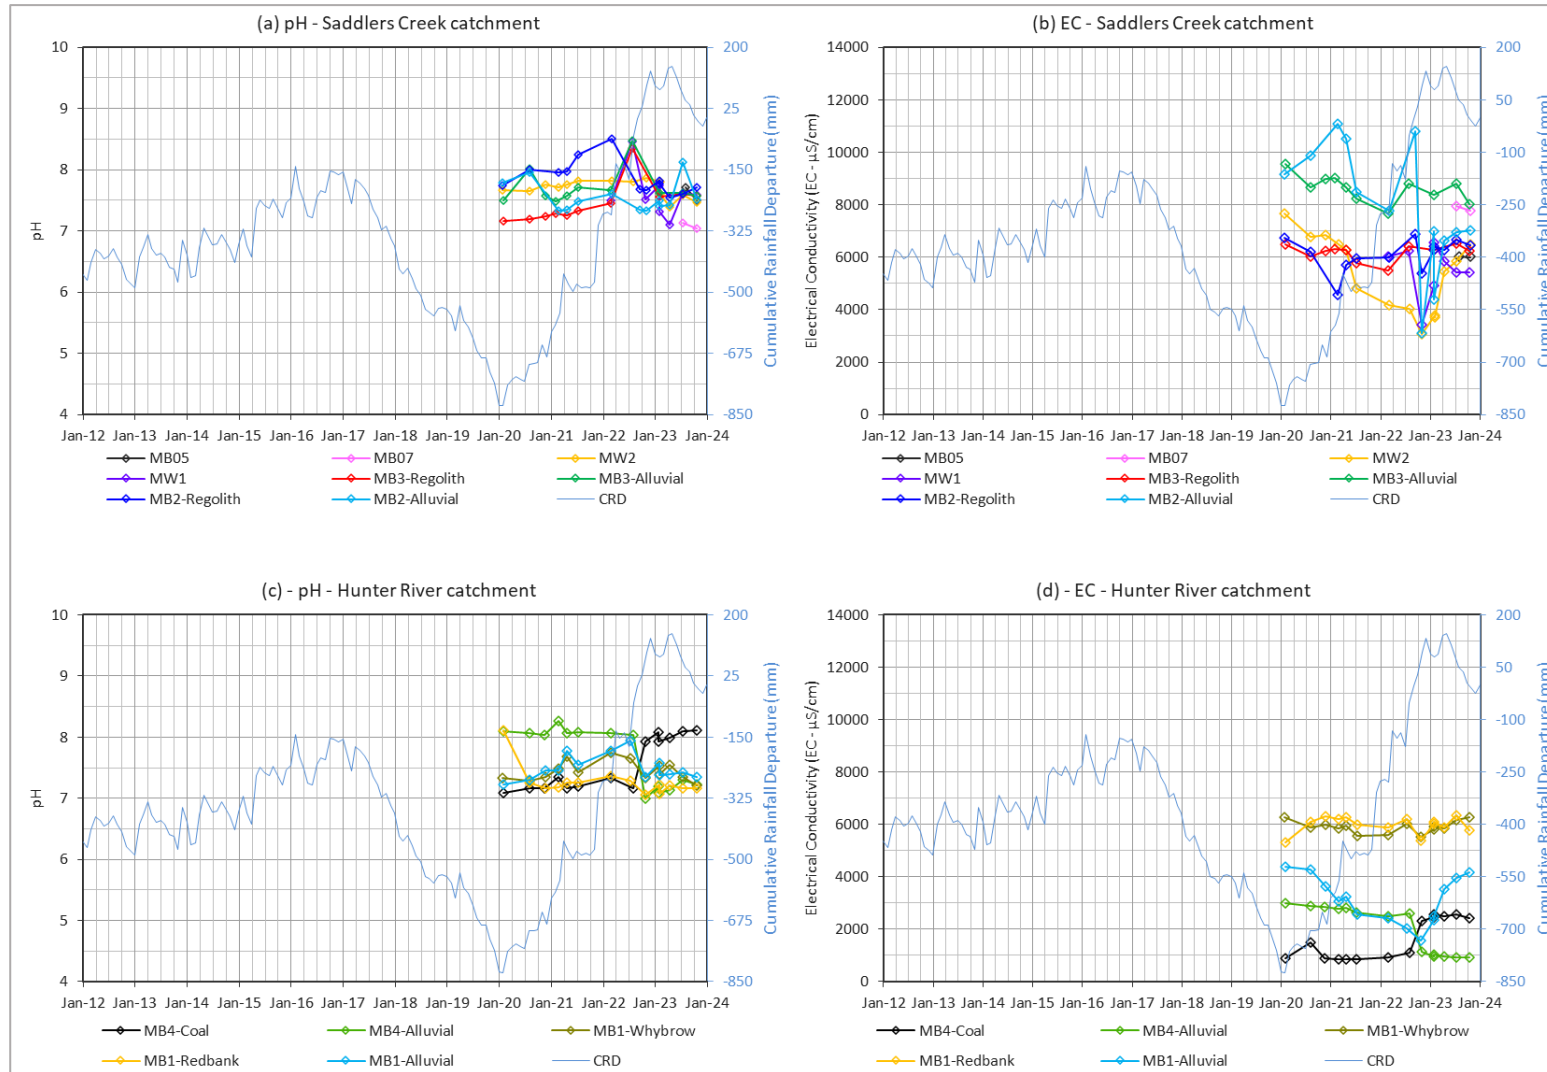 (a) pH - Saddlers Creek catchment
10
9
8
7
6
5
4
pH
200
25
-150
-325
-500
-675
-850
Cumulative Rainfall Departure (mm)
Jan-12 Jan-13 Jan-14 Jan-15 Jan-16 Jan-17 Jan-18 Jan-19 Jan-20 Jan-21 Jan-22 Jan-23 Jan-24
MB05 MB07 MW2
MW1 MB3-Regolith MB3-Alluvial
MB2-Regolith MB2-Alluvial CRD
(b) EC - Saddlers Creek catchment
14000
12000
10000
8000
6000
4000
2000
0
Electrical Conductivity (EC - µS/cm)
200
50
-100
-250
-400
-550
-700
-850
Cumulative Rainfall Departure (mm)
Jan-12 Jan-13 Jan-14 Jan-15 Jan-16 Jan-17 Jan-18 Jan-19 Jan-20 Jan-21 Jan-22 Jan-23 Jan-24
MB05 MB07 MW2
MW1 MB3-Regolith MB3-Alluvial
MB2-Regolith MB2-Alluvial CRD
(c) - pH - Hunter River catchment
10
9
8
7
6
5
4
pH
200
25
-150
-325
-500
-675
-850
Cumulative Rainfall Departure (mm)
Jan-12 Jan-13 Jan-14 Jan-15 Jan-16 Jan-17 Jan-18 Jan-19 Jan-20 Jan-21 Jan-22 Jan-23 Jan-24
MB4-Coal MB4-Alluvial MB1-Whybrow
MB1-Redbank MB1-Alluvial CRD
(d) - EC - Hunter River catchment
14000
12000
10000
8000
6000
4000
2000
0
Electrical Conductivity (EC - µS/cm)
200
50
-100
-250
-400
-550
-700
-850
Cumulative Rainfall Departure (mm)
Jan-12 Jan-13 Jan-14 Jan-15 Jan-16 Jan-17 Jan-18 Jan-19 Jan-20 Jan-21 Jan-22 Jan-23 Jan-24
MB4-Coal MB4-Alluvial MB1-Whybrow
MB1-Redbank MB1-Alluvial CRD